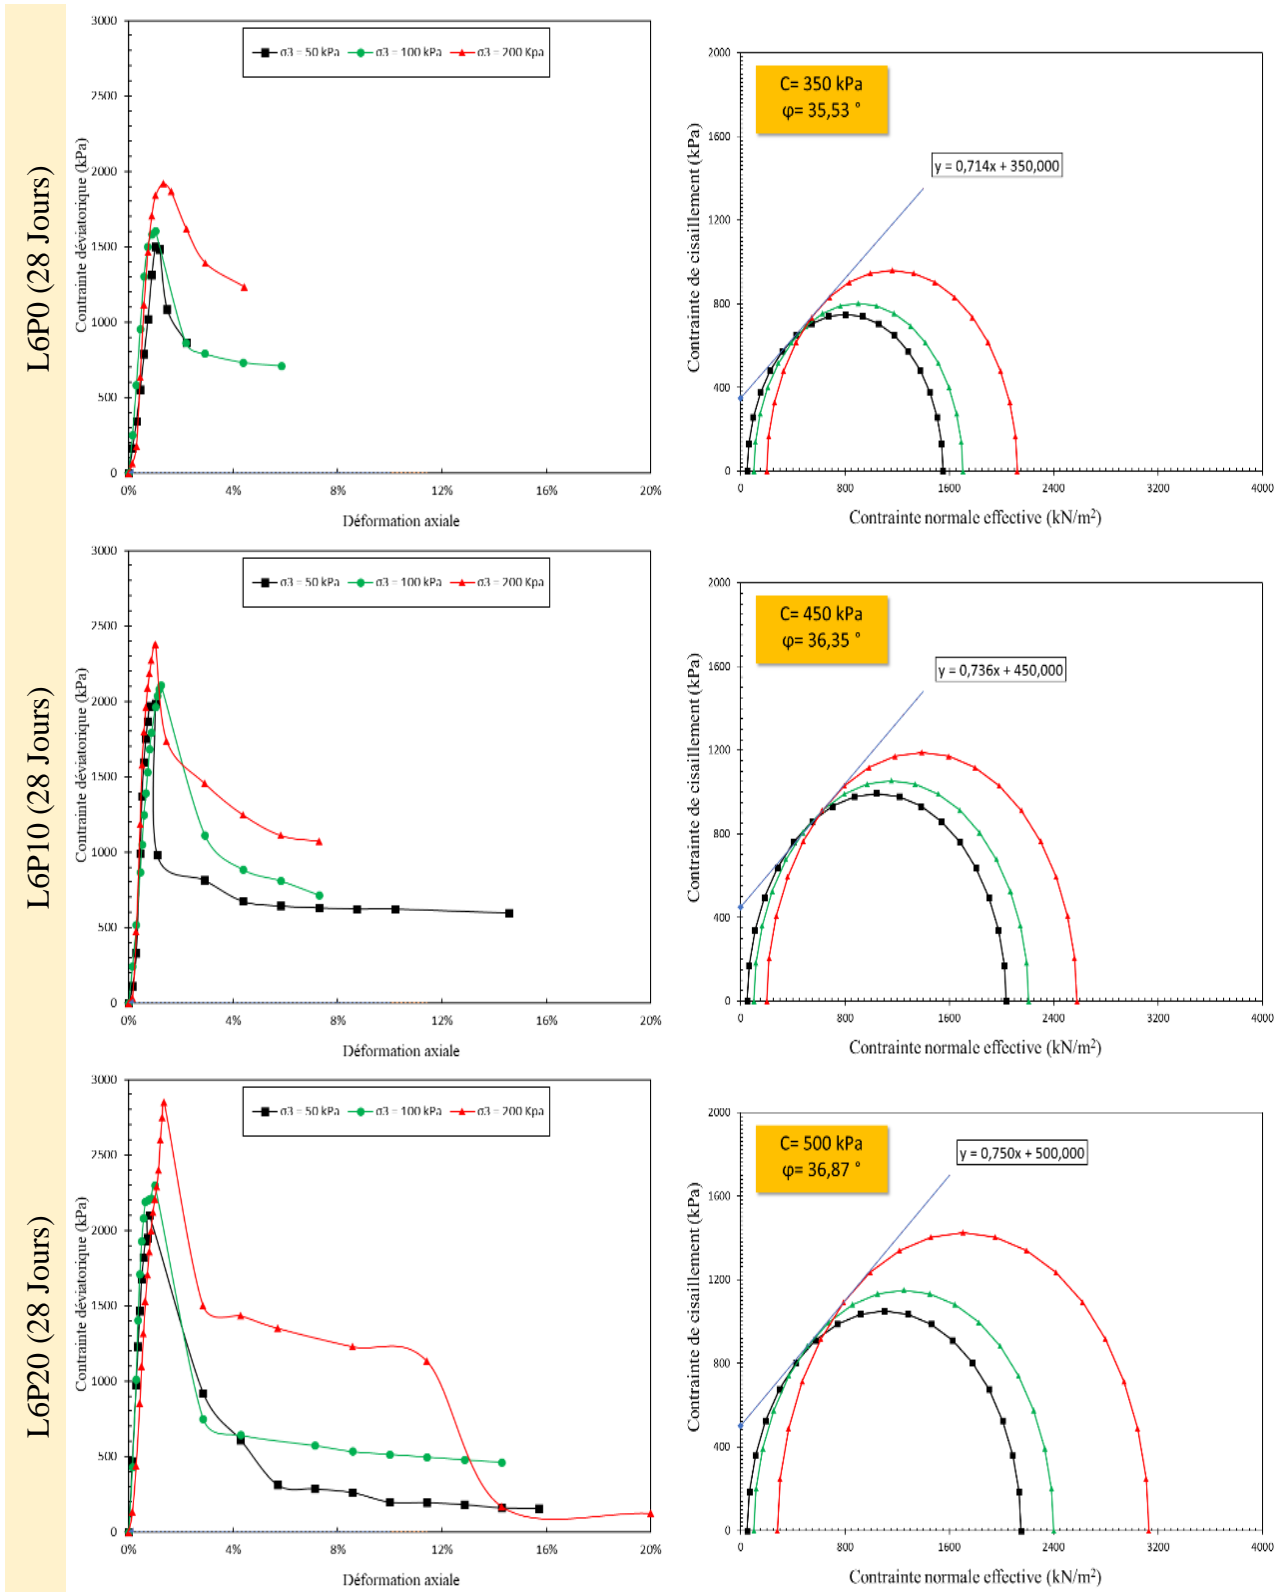 L6P0 (28 Jours)
σ3 = 50 kPa
σ3 = 100 kPa
σ3 = 200 Kpa
Contrainte déviatorique (kPa)
3000
2500
2000
1500
1000
500
0
0%
4%
8%
12%
16%
20%
Déformation axiale
C= 350 kPa
φ= 35,53 °
y = 0,714x + 350,000
Contrainte de cisaillement (kPa)
2000
1600
1200
800
400
0
0
800
1600
2400
3200
4000
Contrainte normale effective (kN/m²)
L6P10 (28 Jours)
σ3 = 50 kPa
σ3 = 100 kPa
σ3 = 200 Kpa
Contrainte déviatorique (kPa)
3000
2500
2000
1500
1000
500
0
0%
4%
8%
12%
16%
20%
Déformation axiale
C= 450 kPa
φ= 36,35 °
y = 0,736x + 450,000
Contrainte de cisaillement (kPa)
2000
1600
1200
800
400
0
0
800
1600
2400
3200
4000
Contrainte normale effective (kN/m²)
L6P20 (28 Jours)
σ3 = 50 kPa
σ3 = 100 kPa
σ3 = 200 Kpa
Contrainte déviatorique (kPa)
3000
2500
2000
1500
1000
500
0
0%
4%
8%
12%
16%
20%
Déformation axiale
C= 500 kPa
φ= 36,87 °
y = 0,750x + 500,000
Contrainte de cisaillement (kPa)
2000
1600
1200
800
400
0
0
800
1600
2400
3200
4000
Contrainte normale effective (kN/m²)